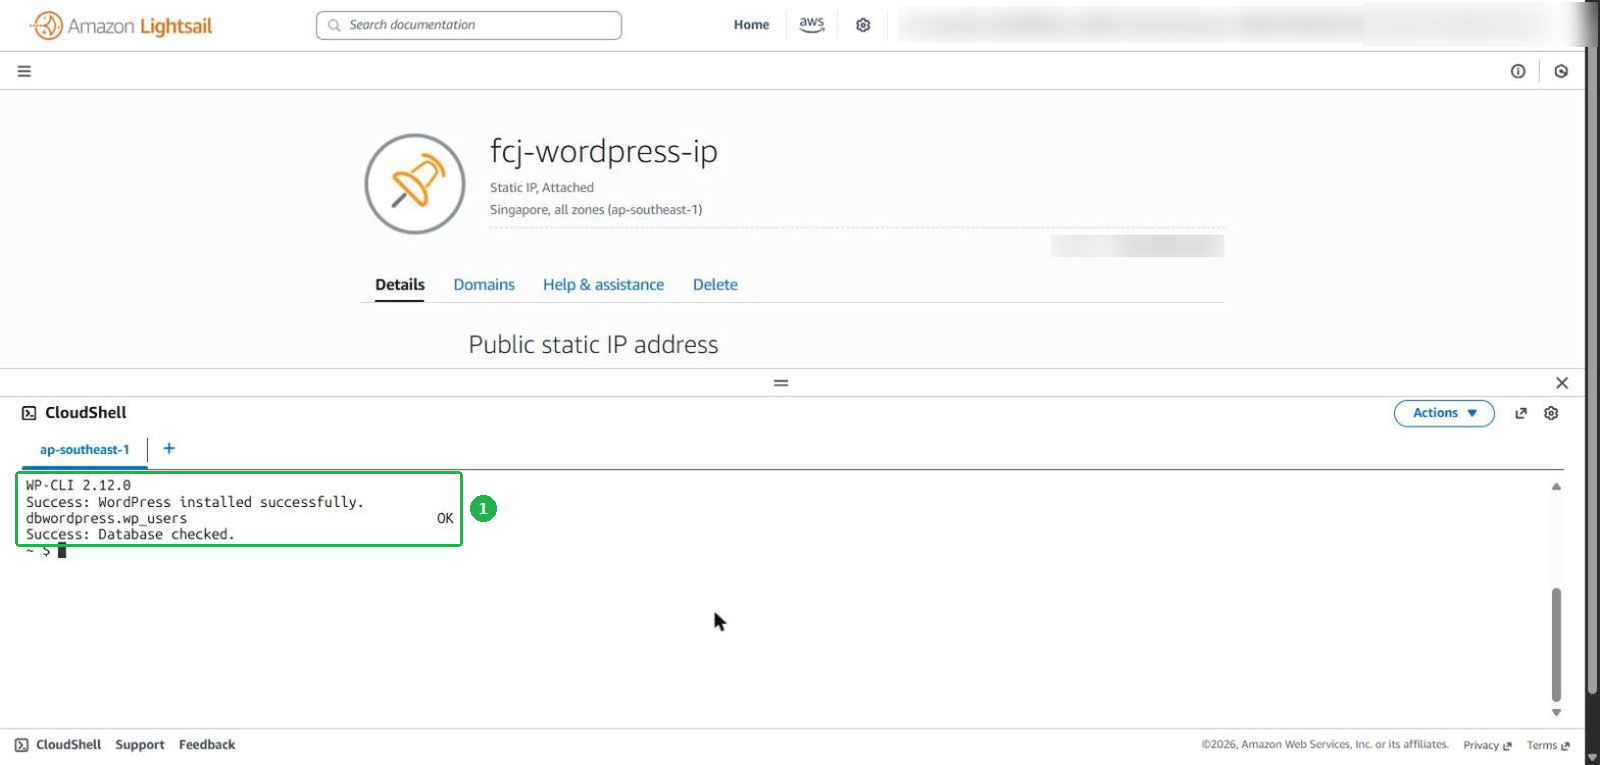 Amazon Lightsail
Search documentation
Home
aws
fcj-wordpress-ip
Static IP, Attached
Singapore, all zones (ap-southeast-1)
Details
Domains
Help & assistance
Delete
Public static IP address
CloudShell
Actions
ap-southeast-1
+
WP-CLI 2.12.0
Success: WordPress installed successfully.
dbwordpress.wp_users OK
Success: Database checked.
~ $
1
CloudShell
Support
Feedback
©2026, Amazon Web Services, Inc. or its affiliates.
Privacy
Terms